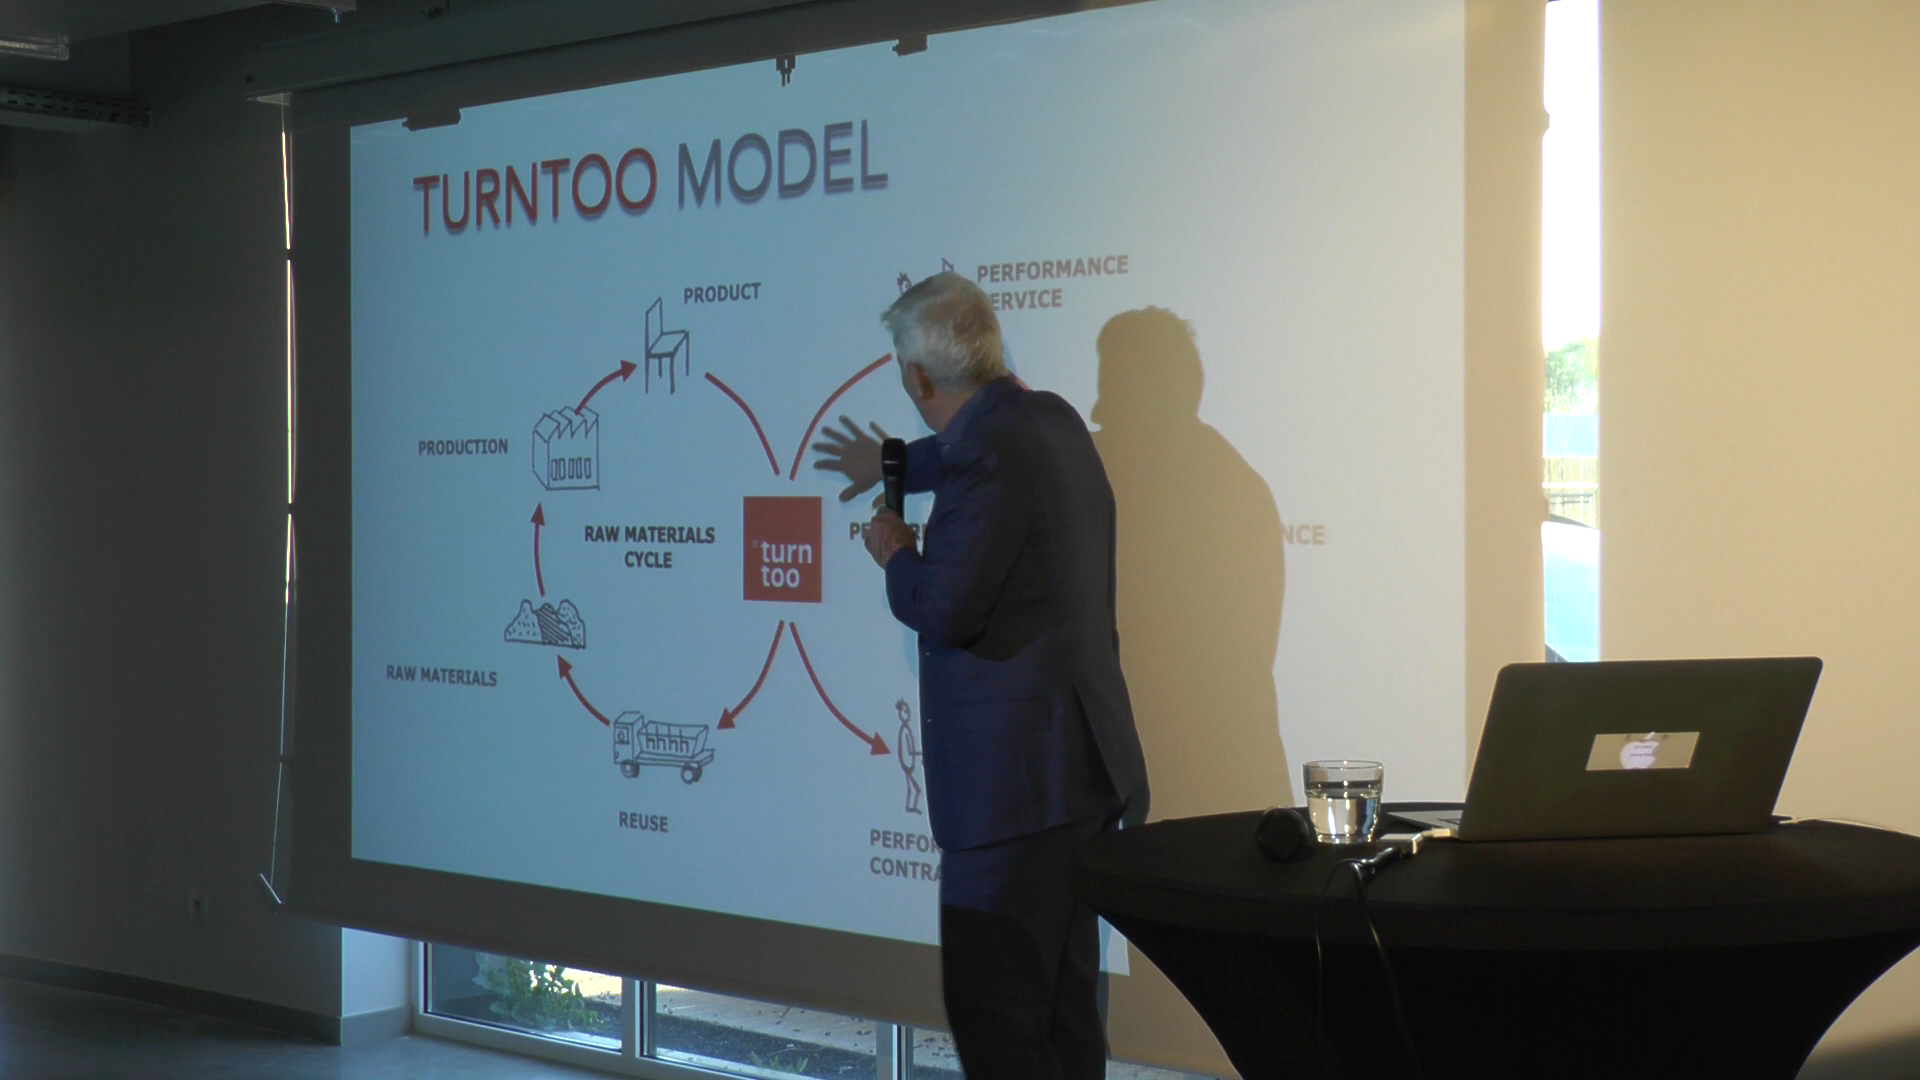 TURNTOO MODEL
PERFORMANCE
PRODUCT
PRODUCTION
RAW MATERIALS
CYCLE
turn
too
RAW MATERIALS
REUSE